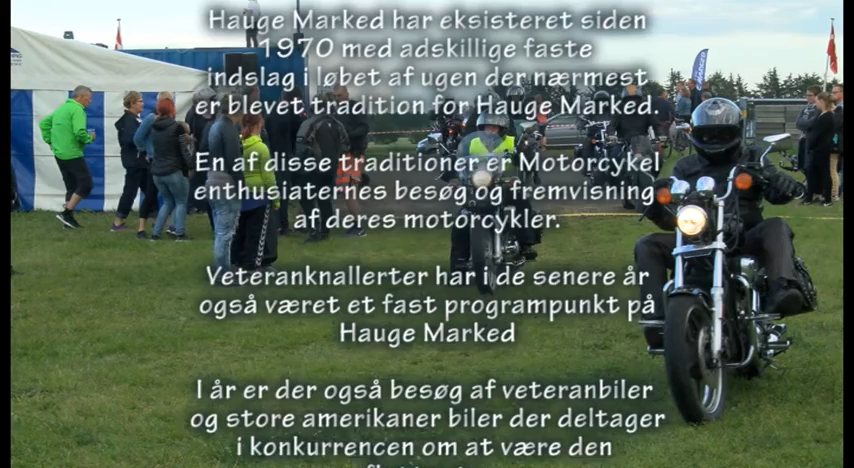 Hauge Marked har eksisteret siden
1970 med adskillige faste
indslag i løbet af ugen der nærmest
er blevet tradition for Hauge Marked.
En af disse traditioner er Motorcykel
enthusiaternes besøg og fremvisning
af deres motorcykler.
Veteranknallerter har i de senere år
også været et fast programpunkt på
Hauge Marked
I år er der også besøg af veteranbiler
og store amerikaner biler der deltager
i konkurrencen om at være den